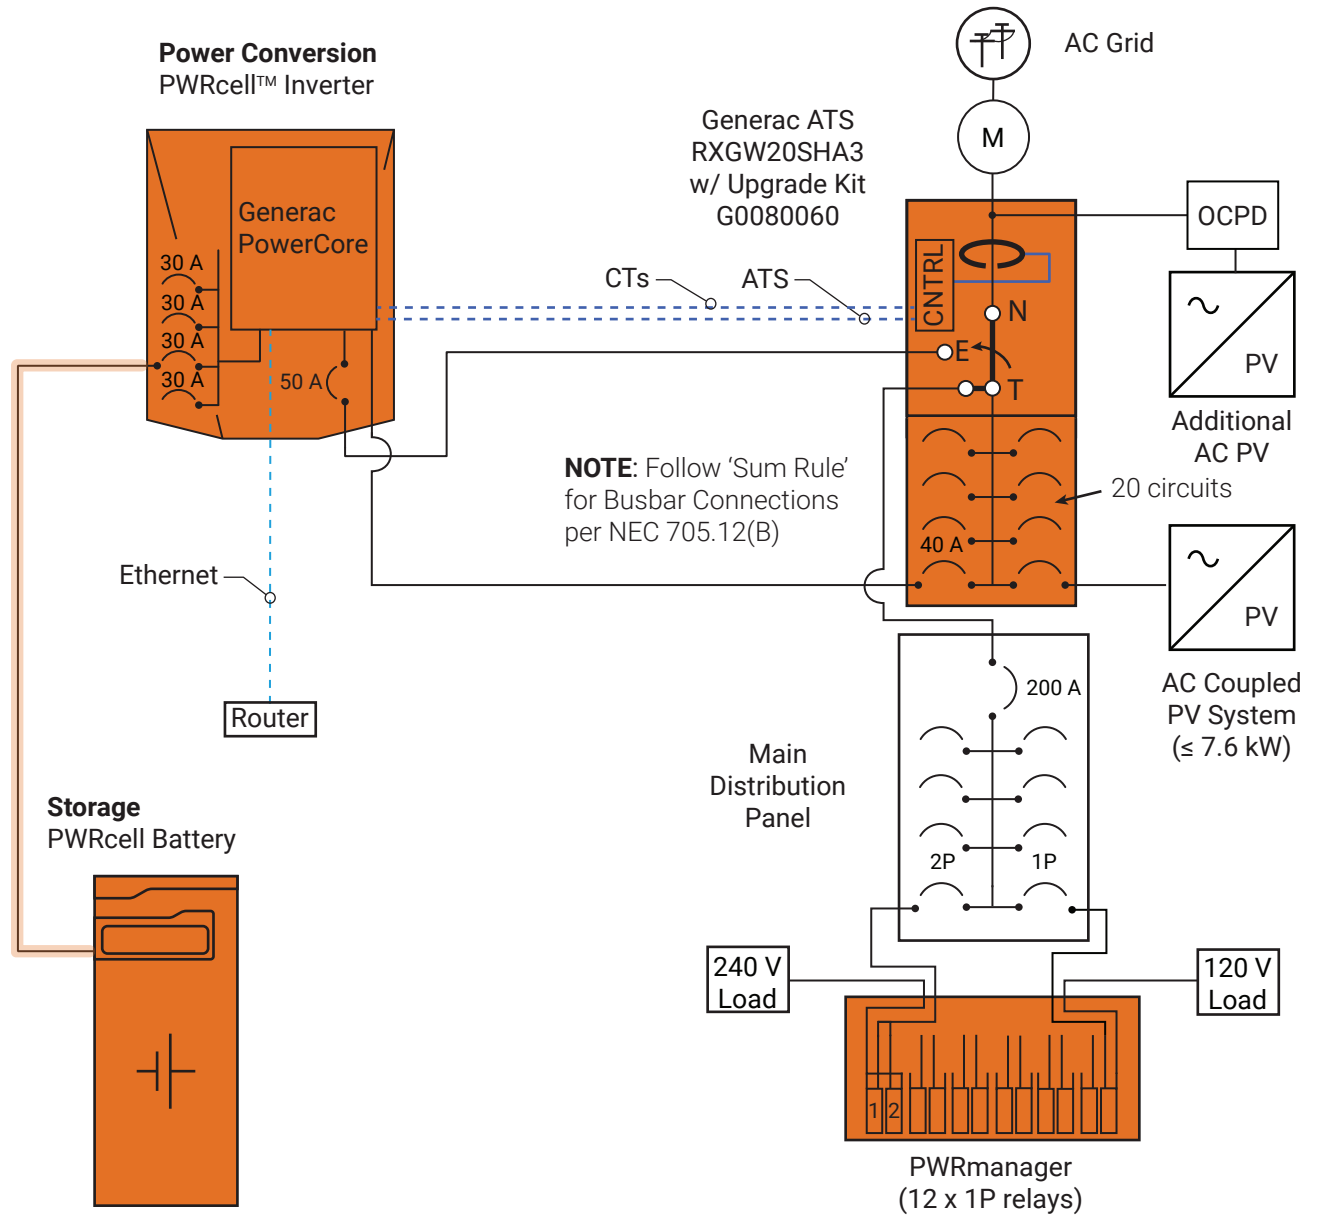 Power Conversion
PWRcell™ Inverter
Generac
PowerCore
30 A
30 A
30 A
30 A
50 A
Ethernet
Router
Storage
PWRcell Battery
AC Grid
M
Generac ATS
RXGW20SHA3
w/ Upgrade Kit
G0080060
CTs
ATS
CNTRL
N
E
T
OCPD
PV
Additional
AC PV
NOTE: Follow ‘Sum Rule’
for Busbar Connections
per NEC 705.12(B)
20 circuits
40 A
PV
AC Coupled
PV System
(≤ 7.6 kW)
200 A
Main
Distribution
Panel
2P
1P
240 V
Load
120 V
Load
1
2
PWRmanager
(12 x 1P relays)